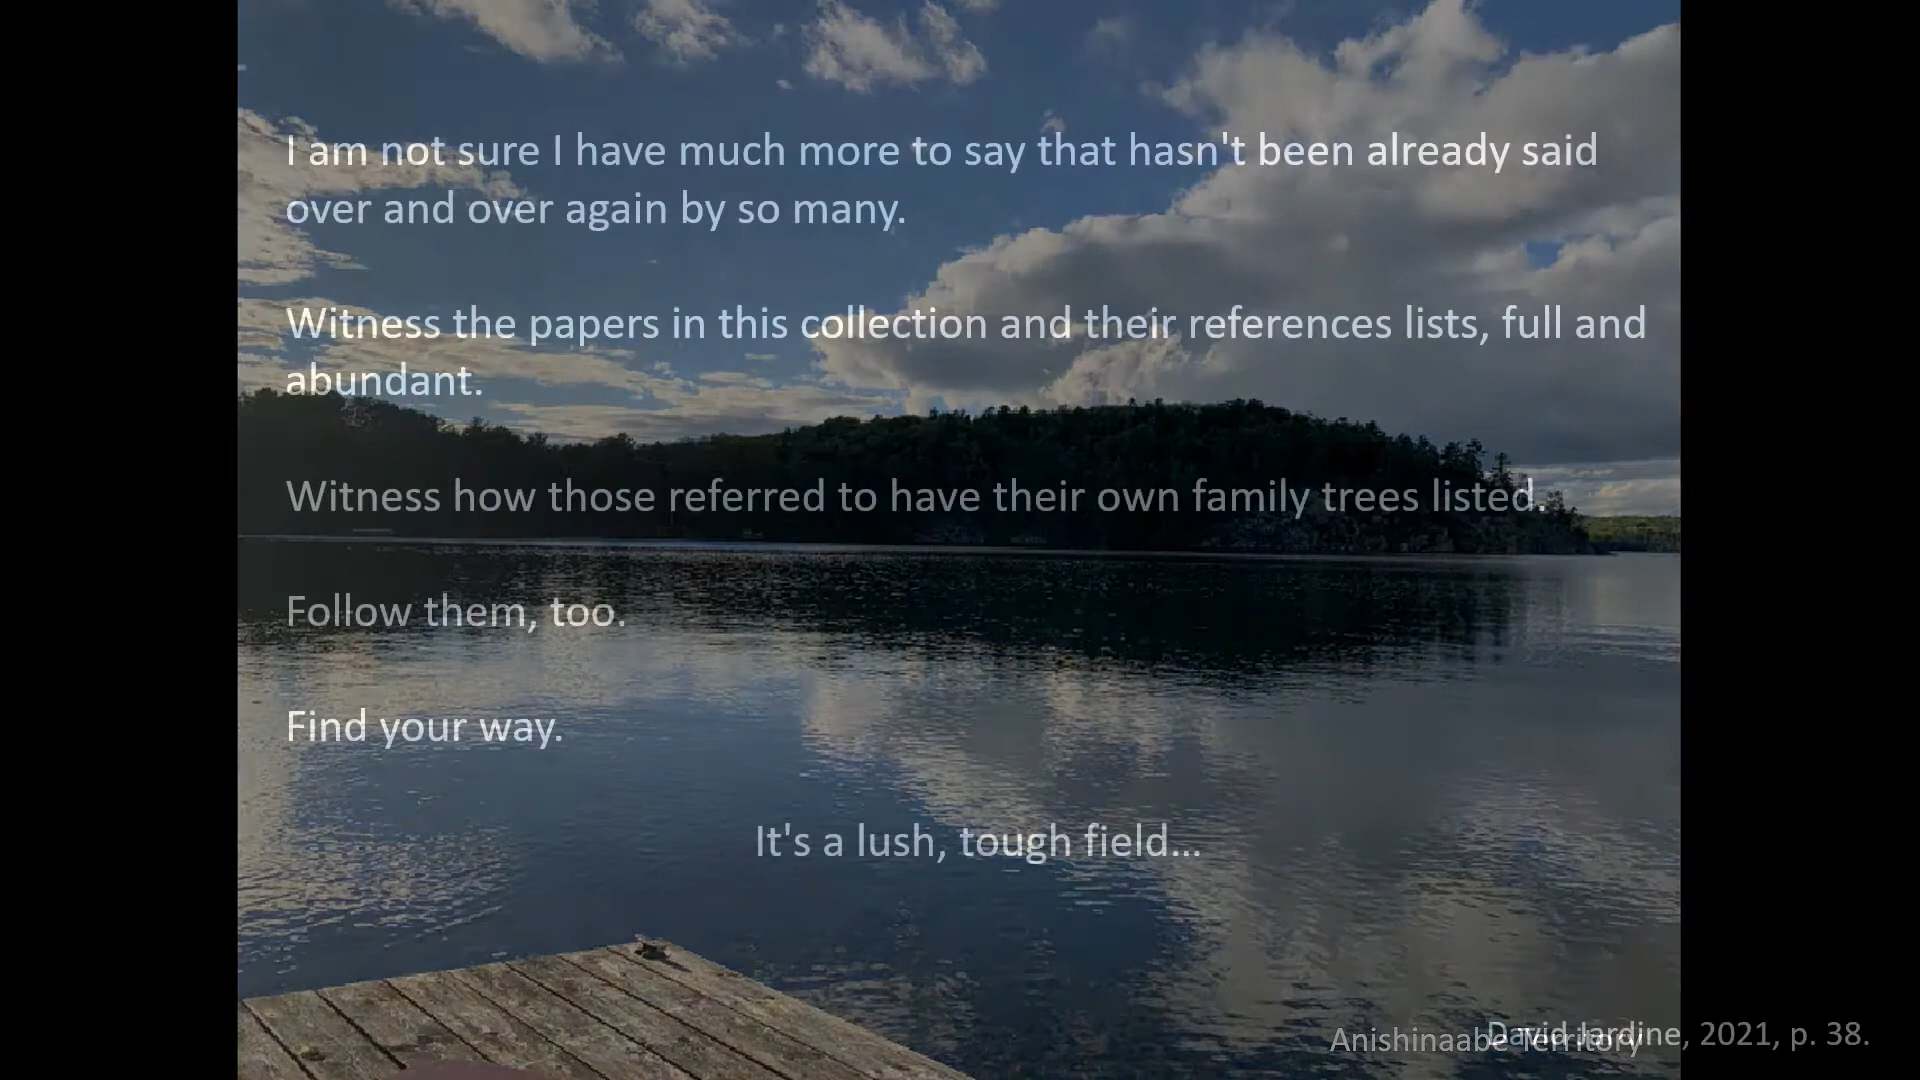 I am not sure I have much more to say that hasn't been already said
over and over again by so many.
Witness the papers in this collection and their references lists, full and
abundant.
Witness how those referred to have their own family trees listed.
Follow them, too.
Find your way.
It's a lush, tough field...
Anishinaabe Territory
David Jardine, 2021, p. 38.